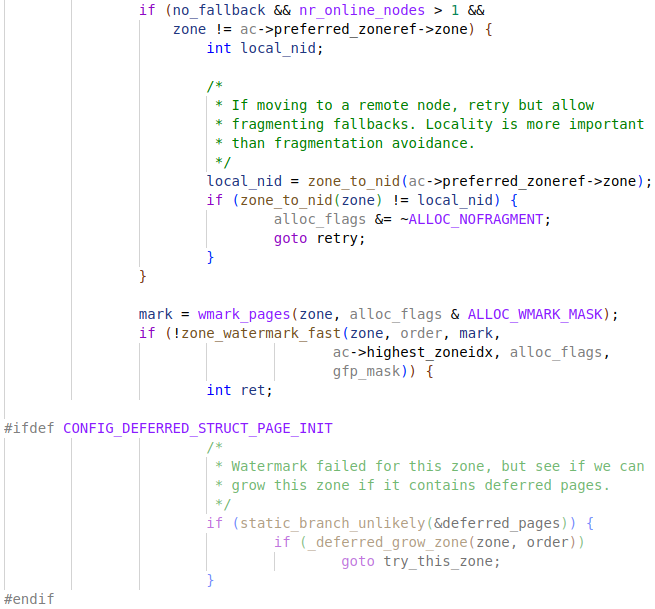 if (no_fallback && nr_online_nodes > 1 &&
zone != ac->preferred_zoneref->zone) {
int local_nid;
/*
* If moving to a remote node, retry but allow
* fragmenting fallbacks. Locality is more important
* than fragmentation avoidance.
*/
local_nid = zone_to_nid(ac->preferred_zoneref->zone);
if (zone_to_nid(zone) != local_nid) {
alloc_flags &= ~ALLOC_NOFRAGMENT;
goto retry;
}
}
mark = wmark_pages(zone, alloc_flags & ALLOC_WMARK_MASK);
if (!zone_watermark_fast(zone, order, mark,
ac->highest_zoneidx, alloc_flags,
gfp_mask)) {
int ret;
#ifdef CONFIG_DEFERRED_STRUCT_PAGE_INIT
/*
* Watermark failed for this zone, but see if we can
* grow this zone if it contains deferred pages.
*/
if (static_branch_unlikely(&deferred_pages)) {
if (_deferred_grow_zone(zone, order))
goto try_this_zone;
}
#endif